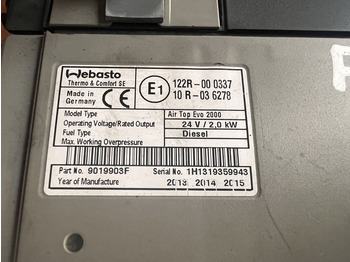 Webasto
Thermo & Comfort SE
Made in
Germany
CE
E1
122R-00 0337
10 R-03 6278
Model Type Air Top Evo 2000
Operating Voltage/Rated Output 24 V / 2,0 kW
Fuel Type Diesel
Max. Working Overpressure
Part No. 9019903F Serial No. 1H1319359943
Year of Manufacture 2013 2014 2015